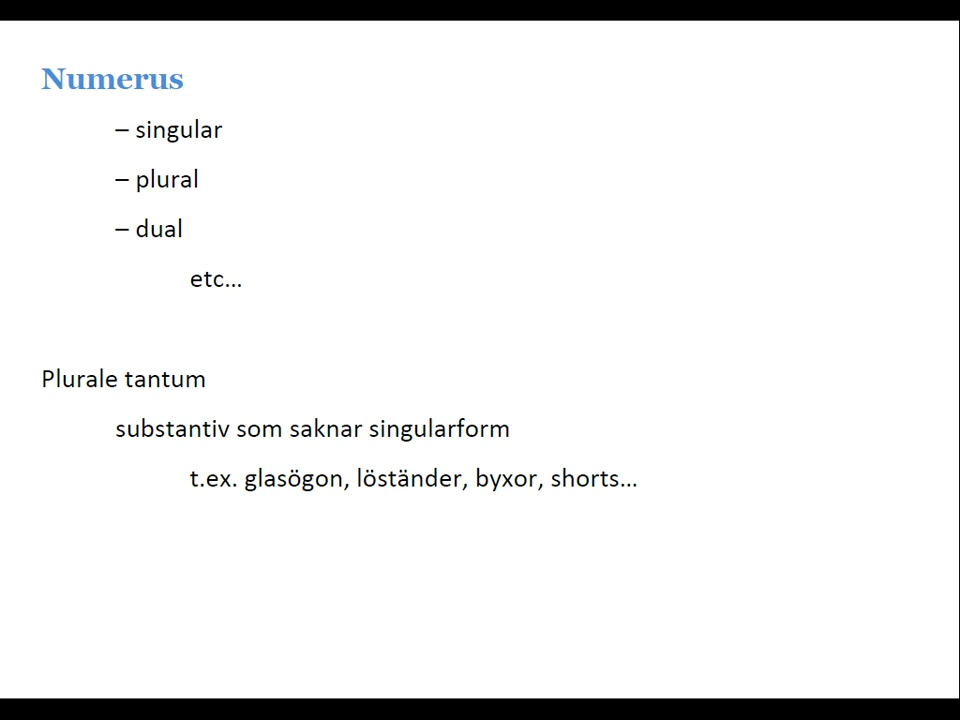 Numerus
– singular
– plural
– dual
etc…
Plurale tantum
substantiv som saknar singularform
t.ex. glasögon, löständer, byxor, shorts…